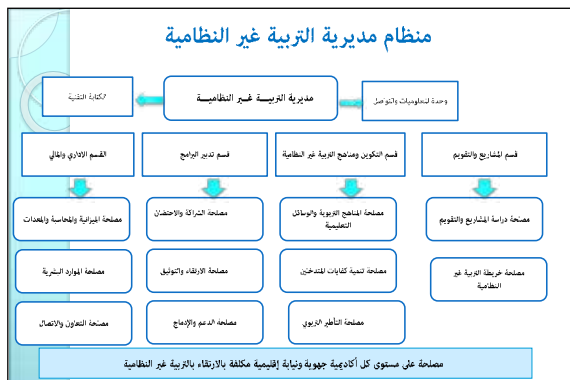 منظام مديرية التربية غير النظامية
وحدة المعلوميات والتواصل
مديرية التربيــة غــير النظاميــة
الكتابة التقنية
قسم المشاريع والتقويم
قسم التكوين ومناهج التربية غير النظامية
قسم تدبير البرامج
القسم الاداري والمالي
مصلحة دراسة المشاريع والتقويم
مصلحة المناهج التربوية والوسائل
التعليمية
مصلحة الشراكة والاحتضان
مصلحة الميزانية والمحاسبة والمعدات
مصلحة خريطة التربية غير
النظامية
مصلحة تنمية كفايات المتدخلين
مصلحة الارتقاء والتوثيق
مصلحة الموارد البشرية
مصلحة التأطير التربوي
مصلحة الدعم والإدماج
مصلحة التعاون والاتصال
مصلحة على مستوى كل أكاديمية جهوية ونيابة إقليمية مكلفة بالارتقاء بالتربية غير النظامية